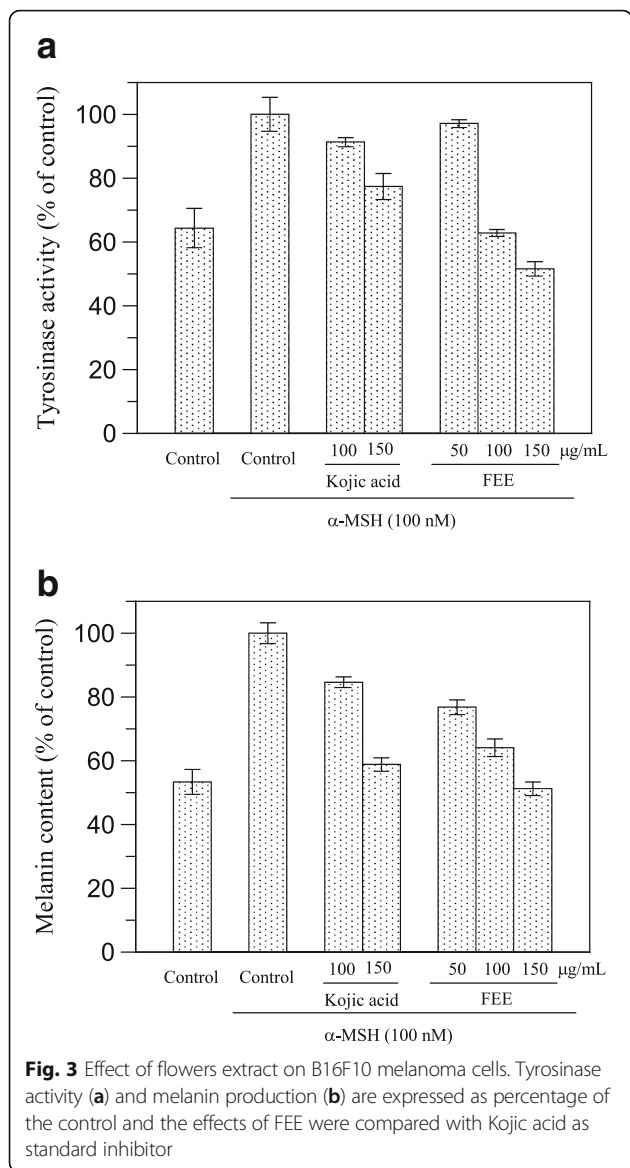 a
Tyrosinase activity (% of control)
100
80
60
40
20
0
Control Control 100 150 50 100 150 μg/mL
Kojic acid FEE
α-MSH (100 nM)
b
Melanin content (% of control)
100
80
60
40
20
0
Control Control 100 150 50 100 150 μg/mL
Kojic acid FEE
α-MSH (100 nM)
Fig. 3 Effect of flowers extract on B16F10 melanoma cells. Tyrosinase
activity (a) and melanin production (b) are expressed as percentage of
the control and the effects of FEE were compared with Kojic acid as
standard inhibitor